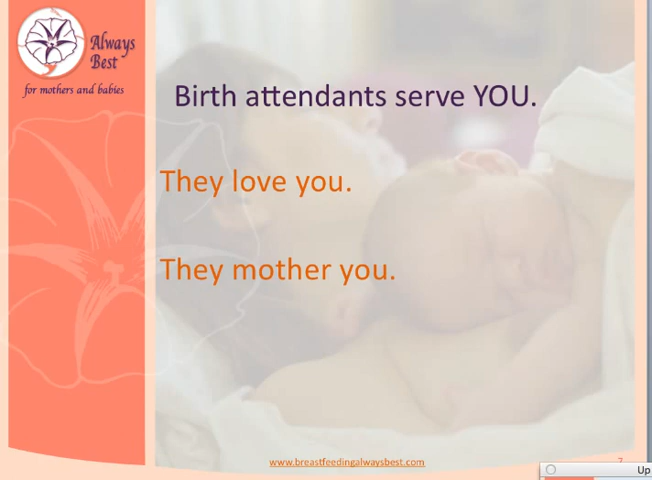 Always
Best
for mothers and babies
Birth attendants serve YOU.
They love you.
They mother you.
www.breastfeedingalwaysbest.com
7
Up